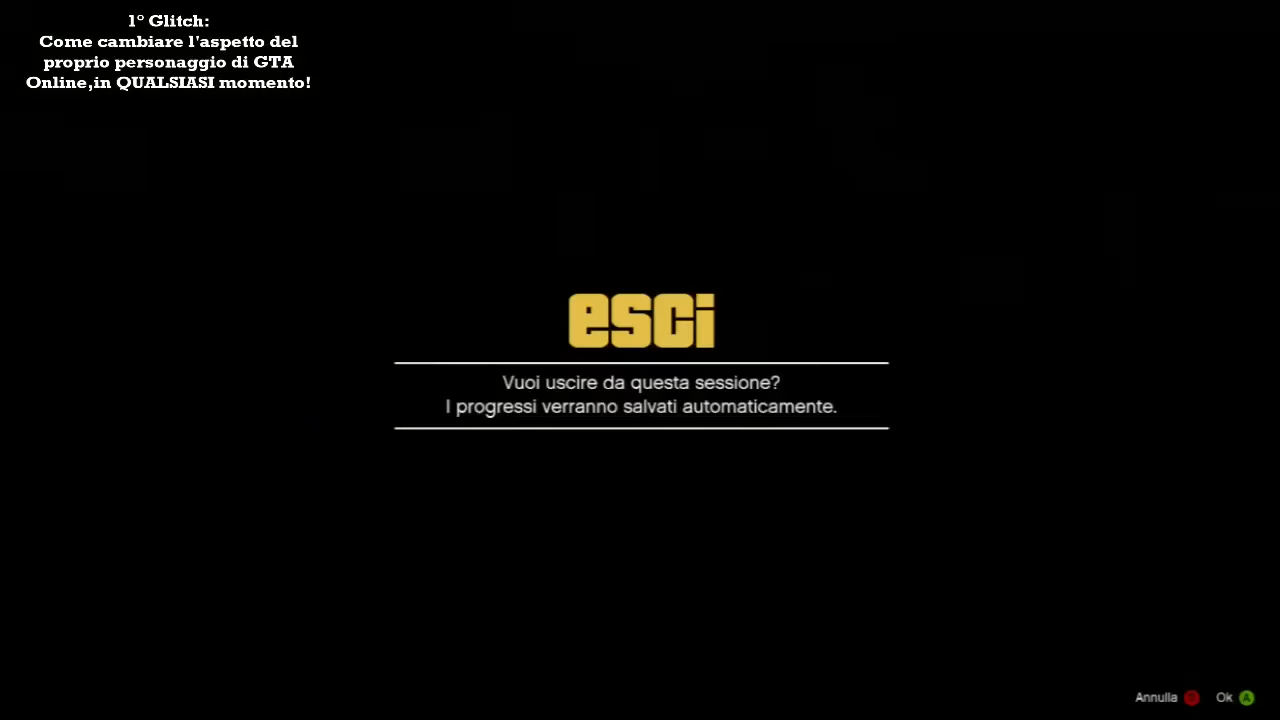 1° Glitch:
Come cambiare l'aspetto del
proprio personaggio di GTA
Online,in QUALSIASI momento!
esci
Vuoi uscire da questa sessione?
I progressi verranno salvati automaticamente.
Annulla B Ok A